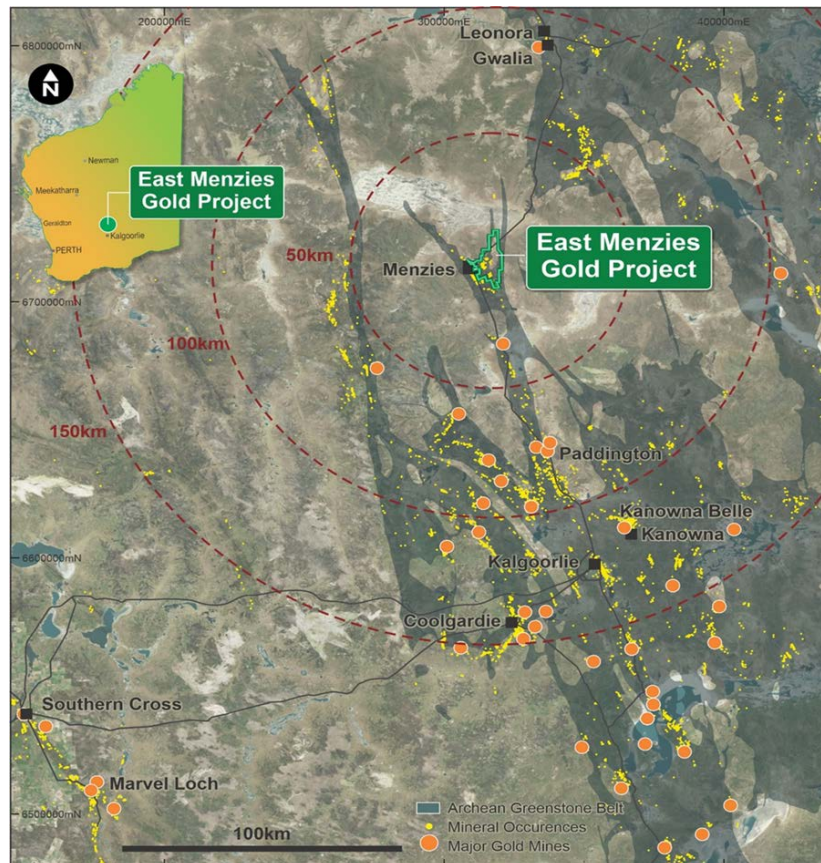 200000mE
300000mE
400000mE
6800000mN
Leonora
Gwalia
N
Newman
Meekatharra
Geraldton
Kalgoorlie
PERTH
East Menzies
Gold Project
50km
Menzies
East Menzies
Gold Project
6700000mN
100km
150km
Paddington
Kanowna Belle
Kanowna
6600000mN
Kalgoorlie
Coolgardie
Southern Cross
Marvel Loch
6500000mN
100km
Archean Greenstone Belt
Mineral Occurences
Major Gold Mines